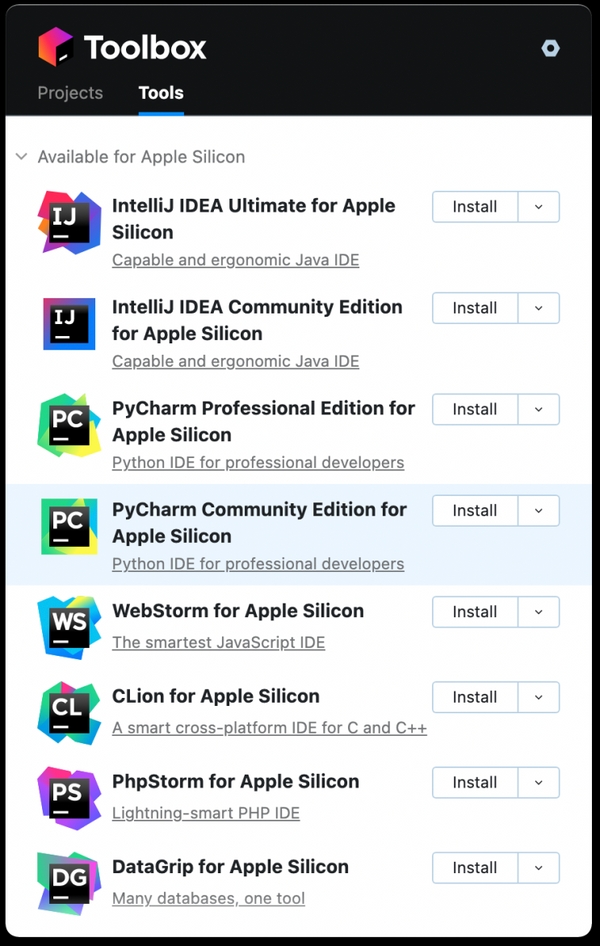 Toolbox
Projects
Tools
Available for Apple Silicon
IJ
IntelliJ IDEA Ultimate for Apple
Silicon
Capable and ergonomic Java IDE
Install
IJ
IntelliJ IDEA Community Edition
for Apple Silicon
Capable and ergonomic Java IDE
Install
PC
PyCharm Professional Edition for
Apple Silicon
Python IDE for professional developers
Install
PC
PyCharm Community Edition for
Apple Silicon
Python IDE for professional developers
Install
WS
WebStorm for Apple Silicon
The smartest JavaScript IDE
Install
CL
CLion for Apple Silicon
A smart cross-platform IDE for C and C++
Install
PS
PhpStorm for Apple Silicon
Lightning-smart PHP IDE
Install
DG
DataGrip for Apple Silicon
Many databases, one tool
Install